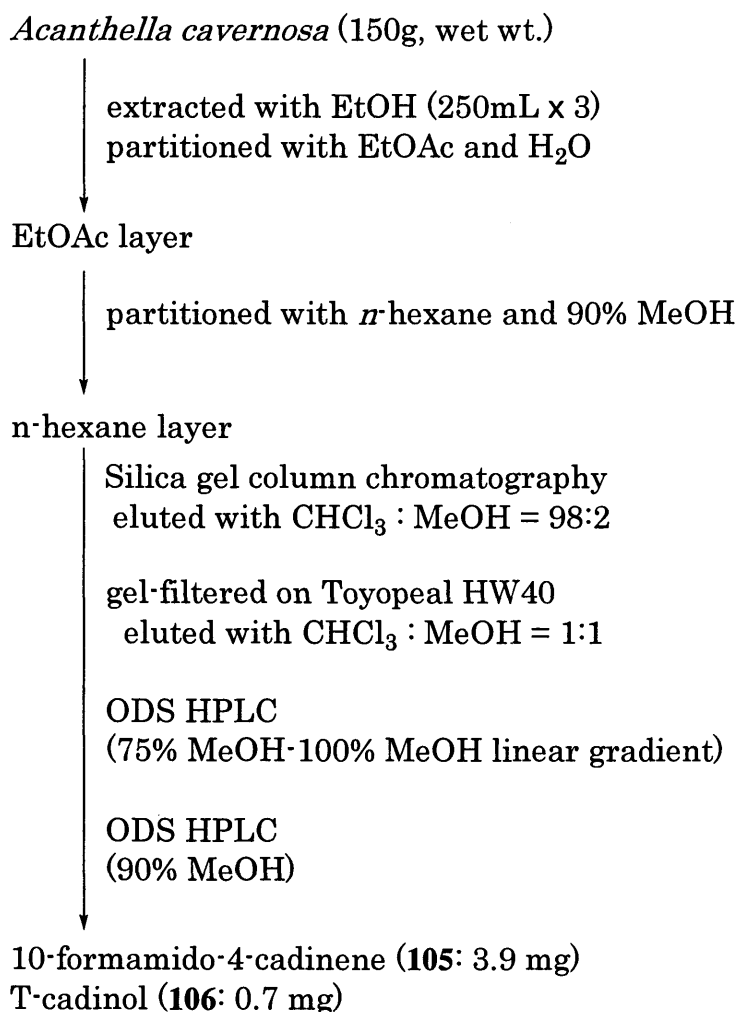 Acanthella cavernosa (150g, wet wt.)
extracted with EtOH (250mL x 3)
partitioned with EtOAc and H₂O
EtOAc layer
partitioned with n-hexane and 90% MeOH
n-hexane layer
Silica gel column chromatography
eluted with CHCl₃ : MeOH = 98:2
gel-filtered on Toyopeal HW40
eluted with CHCl₃ : MeOH = 1:1
ODS HPLC
(75% MeOH-100% MeOH linear gradient)
ODS HPLC
(90% MeOH)
10-formamido-4-cadinene (105: 3.9 mg)
T-cadinol (106: 0.7 mg)